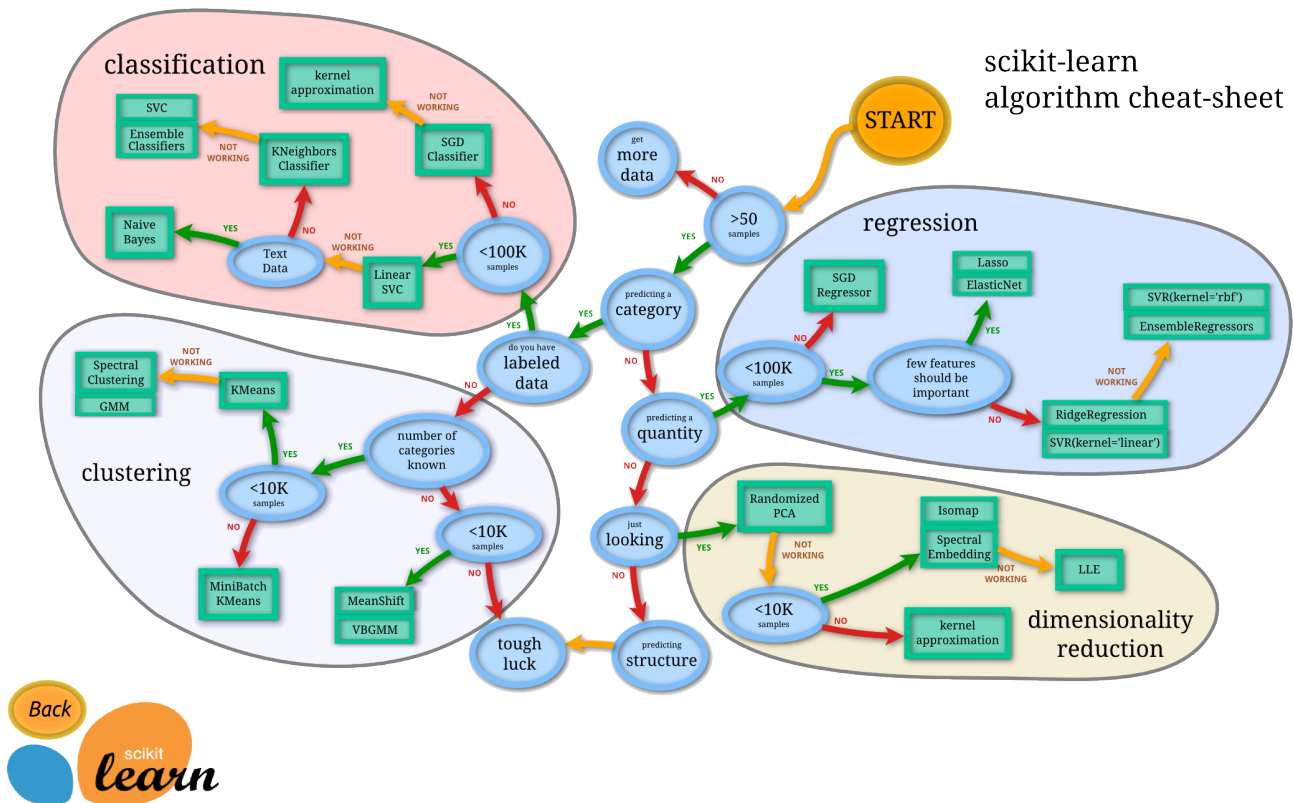 scikit-learn
algorithm cheat-sheet
START
classification
kernel
approximation
NOT
WORKING
SVC
Ensemble
Classifiers
NOT
WORKING
KNeighbors
Classifier
SGD
Classifier
NO
Naive
Bayes
YES
NO
Text
Data
NOT
WORKING
Linear
SVC
YES
<100K
samples
YES
get
more
data
NO
>50
samples
YES
predicting a
category
YES
NO
do you have
labeled
data
NO
predicting a
quantity
YES
NO
just
looking
YES
NO
predicting
structure
tough
luck
regression
SGD
Regressor
NO
<100K
samples
YES
Lasso
ElasticNet
YES
few features
should be
important
NO
SVR(kernel='rbf')
EnsembleRegressors
NOT
WORKING
RidgeRegression
SVR(kernel='linear')
clustering
Spectral
Clustering
GMM
NOT
WORKING
KMeans
YES
number of
categories
known
YES
NO
<10K
samples
NO
MiniBatch
KMeans
<10K
samples
YES
NO
MeanShift
VBGMM
Randomized
PCA
NOT
WORKING
<10K
samples
YES
NO
Isomap
Spectral
Embedding
NOT
WORKING
LLE
kernel
approximation
dimensionality
reduction
Back
scikit
learn